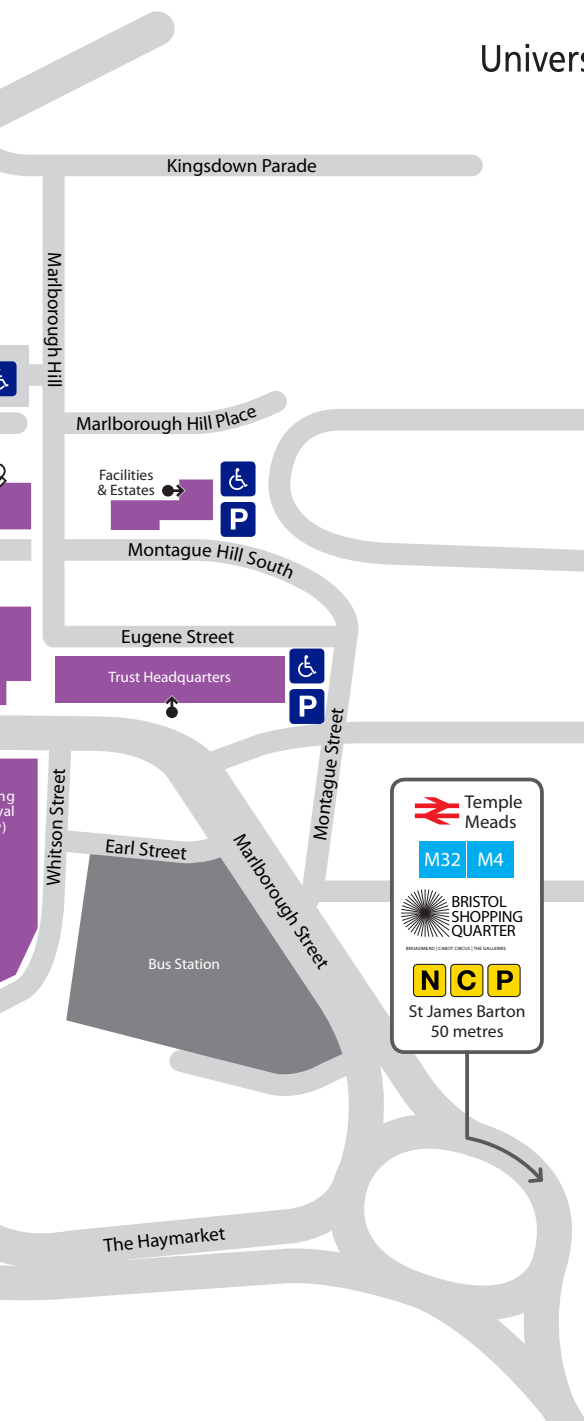 Univers
Kingsdown Parade
Marlborough Hill
Marlborough Hill Place
Facilities
& Estates
P
Montague Hill South
Eugene Street
Trust Headquarters
P
Montague Street
ng
val
)
Whitson Street
Earl Street
Marlborough Street
Bus Station
Temple
Meads
M32 M4
BRISTOL
SHOPPING
QUARTER
BROADMEAD | CABOT CIRCUS | THE GALLERIES
N C P
St James Barton
50 metres
The Haymarket